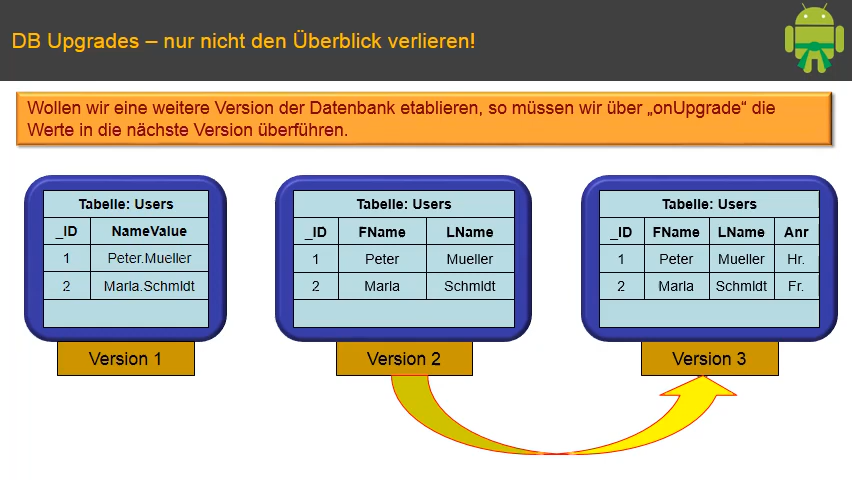 DB Upgrades – nur nicht den Überblick verlieren!
Wollen wir eine weitere Version der Datenbank etablieren, so müssen wir über „onUpgrade“ die
Werte in die nächste Version überführen.
Tabelle: Users
_ID NameValue
1 Peter.Mueller
2 Maria.Schmidt
Version 1
Tabelle: Users
_ID FName LName
1 Peter Mueller
2 Maria Schmidt
Version 2
Tabelle: Users
_ID FName LName Anr
1 Peter Mueller Hr.
2 Maria Schmidt Fr.
Version 3